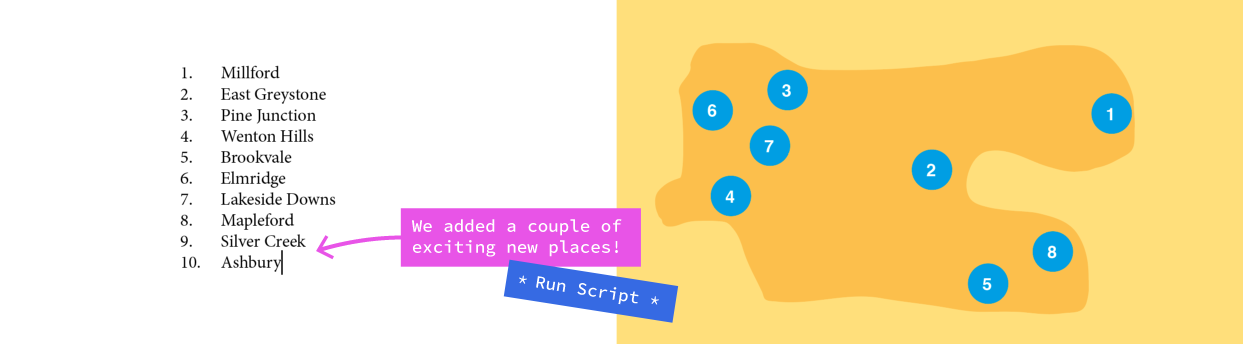 1. Millford
2. East Greystone
3. Pine Junction
4. Wenton Hills
5. Brookvale
6. Elmridge
7. Lakeside Downs
8. Mapleford
9. Silver Creek
10. Ashbury
We added a couple of
exciting new places!
* Run Script *
3
6
1
7
2
4
8
5